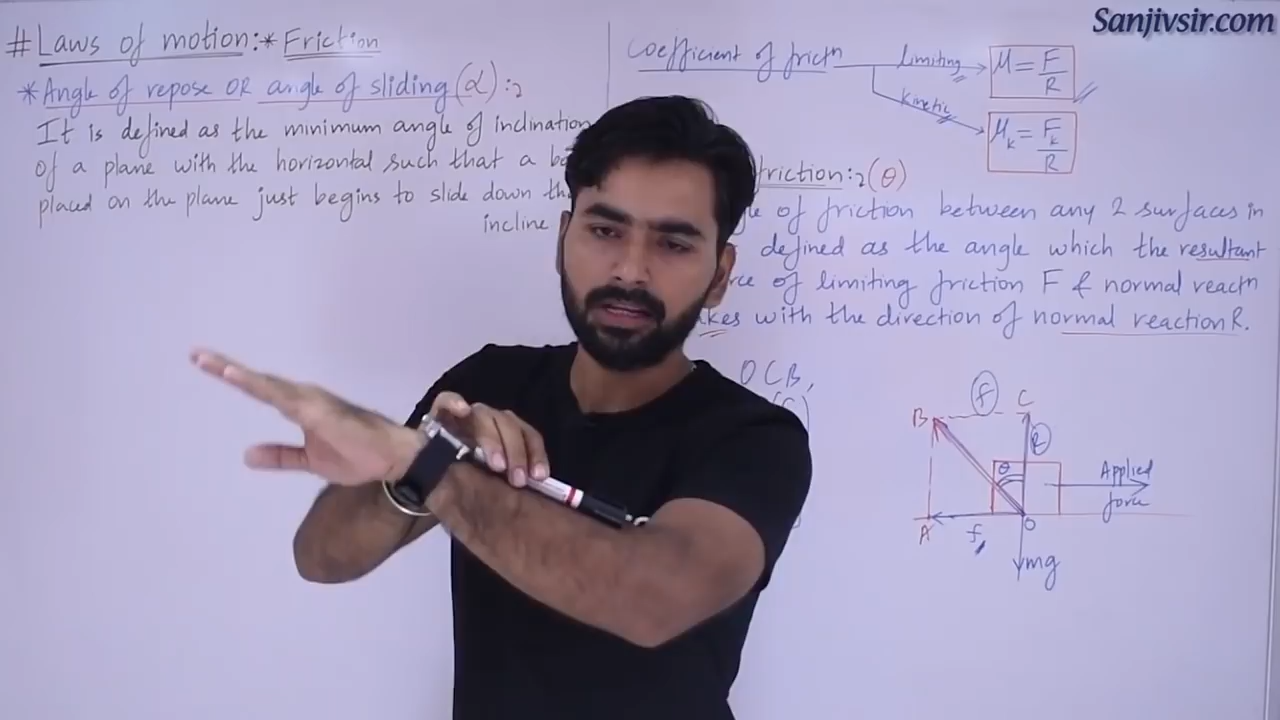 Sanjivsir.com
# Laws of motion:* Friction
* Angle of repose OR angle of sliding (α):-
It is defined as the minimum angle of inclination
of a plane with the horizontal such that a
placed on the plane just begins to slide down
incline
Coefficient of frictn
limiting
μ = F/R
kinetic
μk = Fk/R
friction:- (θ)
of friction between any 2 surfaces in
defined as the angle which the resultant
of limiting friction F & normal reactn
with the direction of normal reaction R.
OCB,
B
F
C
R
θ
Applied
force
A
f
O
mg